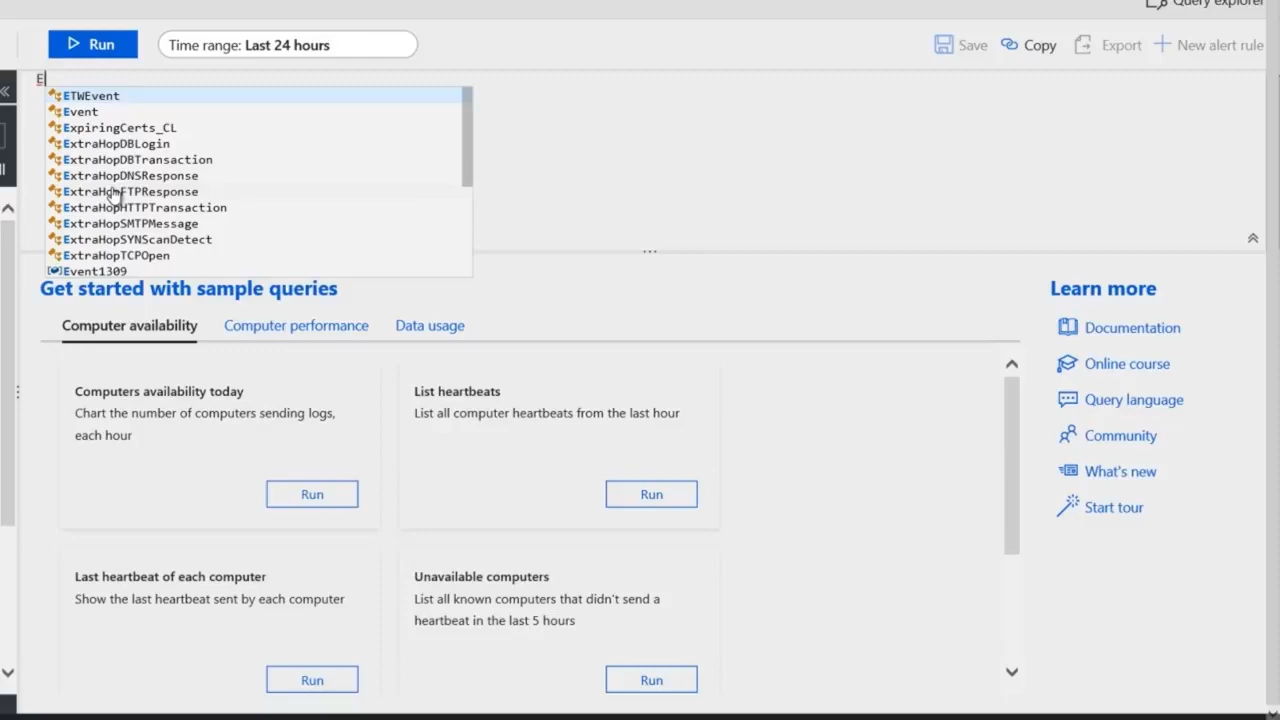 Query explorer
Run
Time range: Last 24 hours
Save
Copy
Export
New alert rule
E
ETWEvent
Event
ExpiringCerts_CL
ExtraHopDBLogin
ExtraHopDBTransaction
ExtraHopDNSResponse
ExtraHopFTPResponse
ExtraHopHTTPTransaction
ExtraHopSMTPMessage
ExtraHopSYNScanDetect
ExtraHopTCPOpen
Event1309
...
Get started with sample queries
Computer availability
Computer performance
Data usage
Computers availability today
Chart the number of computers sending logs,
each hour
Run
List heartbeats
List all computer heartbeats from the last hour
Run
Last heartbeat of each computer
Show the last heartbeat sent by each computer
Run
Unavailable computers
List all known computers that didn't send a
heartbeat in the last 5 hours
Run
Learn more
Documentation
Online course
Query language
Community
What's new
Start tour